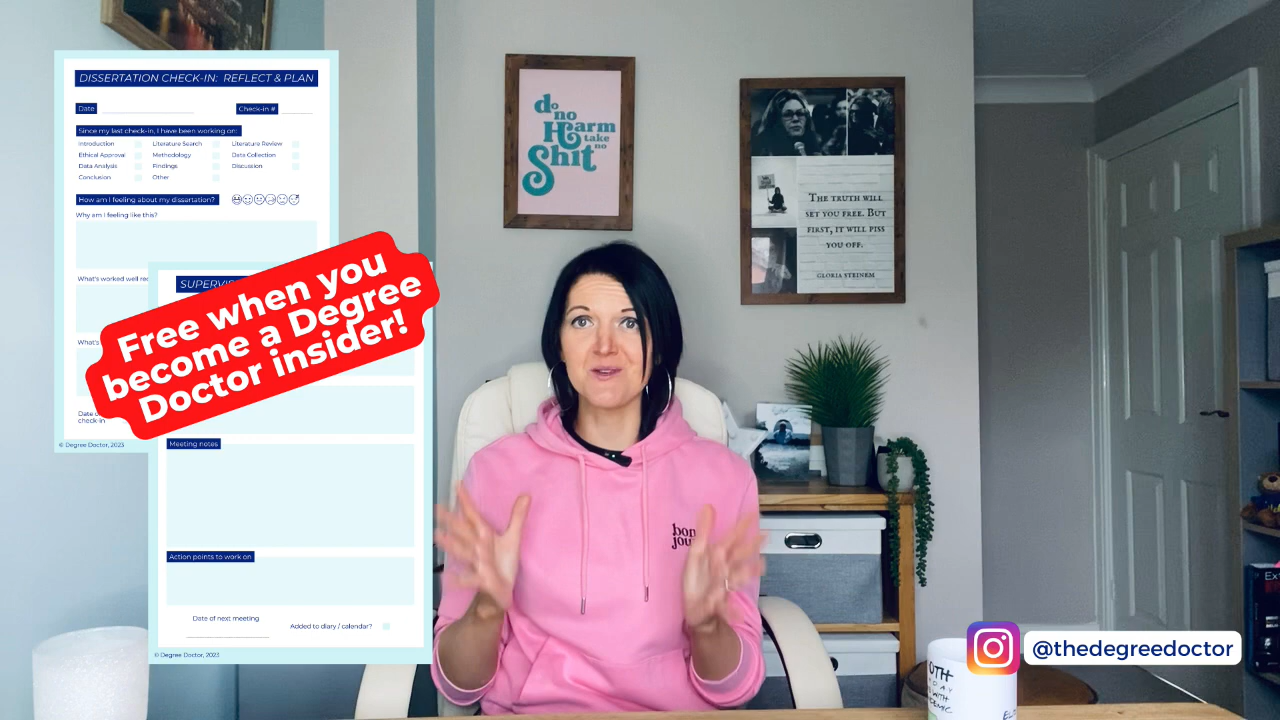 DISSERTATION CHECK-IN: REFLECT & PLAN
Date
Check-in #
Since my last check-in, I have been working on:
Introduction
Literature Search
Literature Review
Ethical Approval
Methodology
Data Collection
Data Analysis
Findings
Discussion
Conclusion
Other
How am I feeling about my dissertation?
Why am I feeling like this?
What's worked well
What's
Date
check-in
© Degree Doctor, 2023
Free when you
become a Degree
Doctor insider!
Meeting notes
Action points to work on
Date of next meeting
Added to diary / calendar?
© Degree Doctor, 2023
do
no
Harm
take
no
Shit
THE TRUTH WILL
SET YOU FREE. BUT
FIRST, IT WILL PISS
YOU OFF.
GLORIA STEINEM
bon
jou
@thedegreedoctor